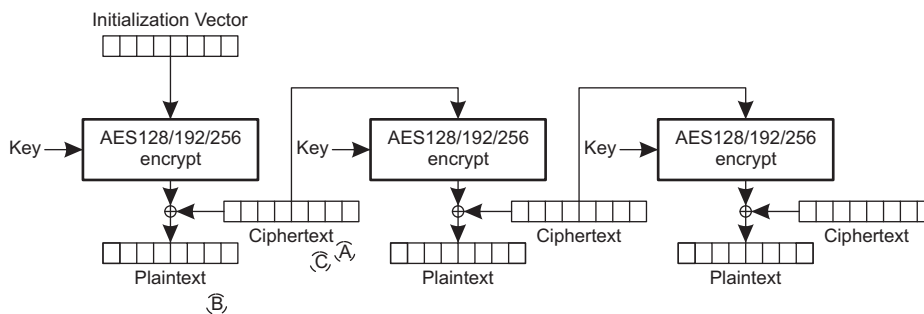 Initialization Vector
Key
AES128/192/256
encrypt
Key
AES128/192/256
encrypt
Key
AES128/192/256
encrypt
Ciphertext
Ciphertext
Ciphertext
Plaintext
Plaintext
Plaintext
C
A
B